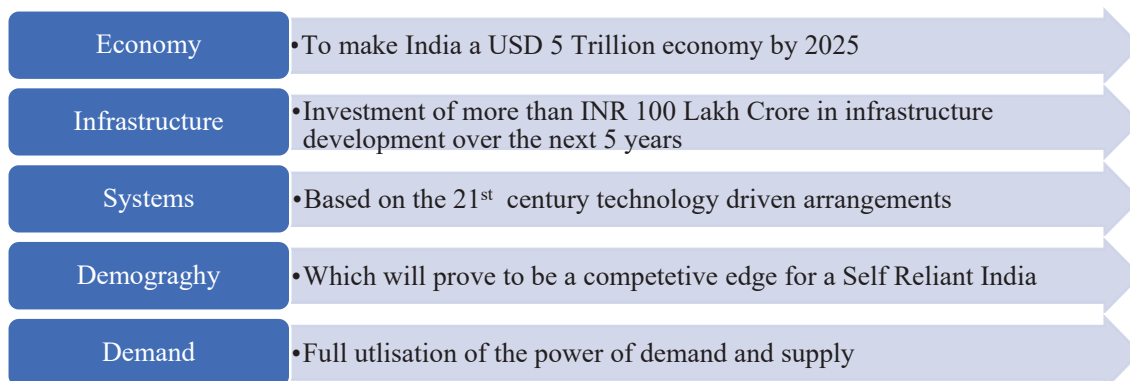 Economy
•To make India a USD 5 Trillion economy by 2025
Infrastructure
•Investment of more than INR 100 Lakh Crore in infrastructure
development over the next 5 years
Systems
•Based on the 21st century technology driven arrangements
Demograghy
•Which will prove to be a competetive edge for a Self Reliant India
Demand
•Full utlisation of the power of demand and supply